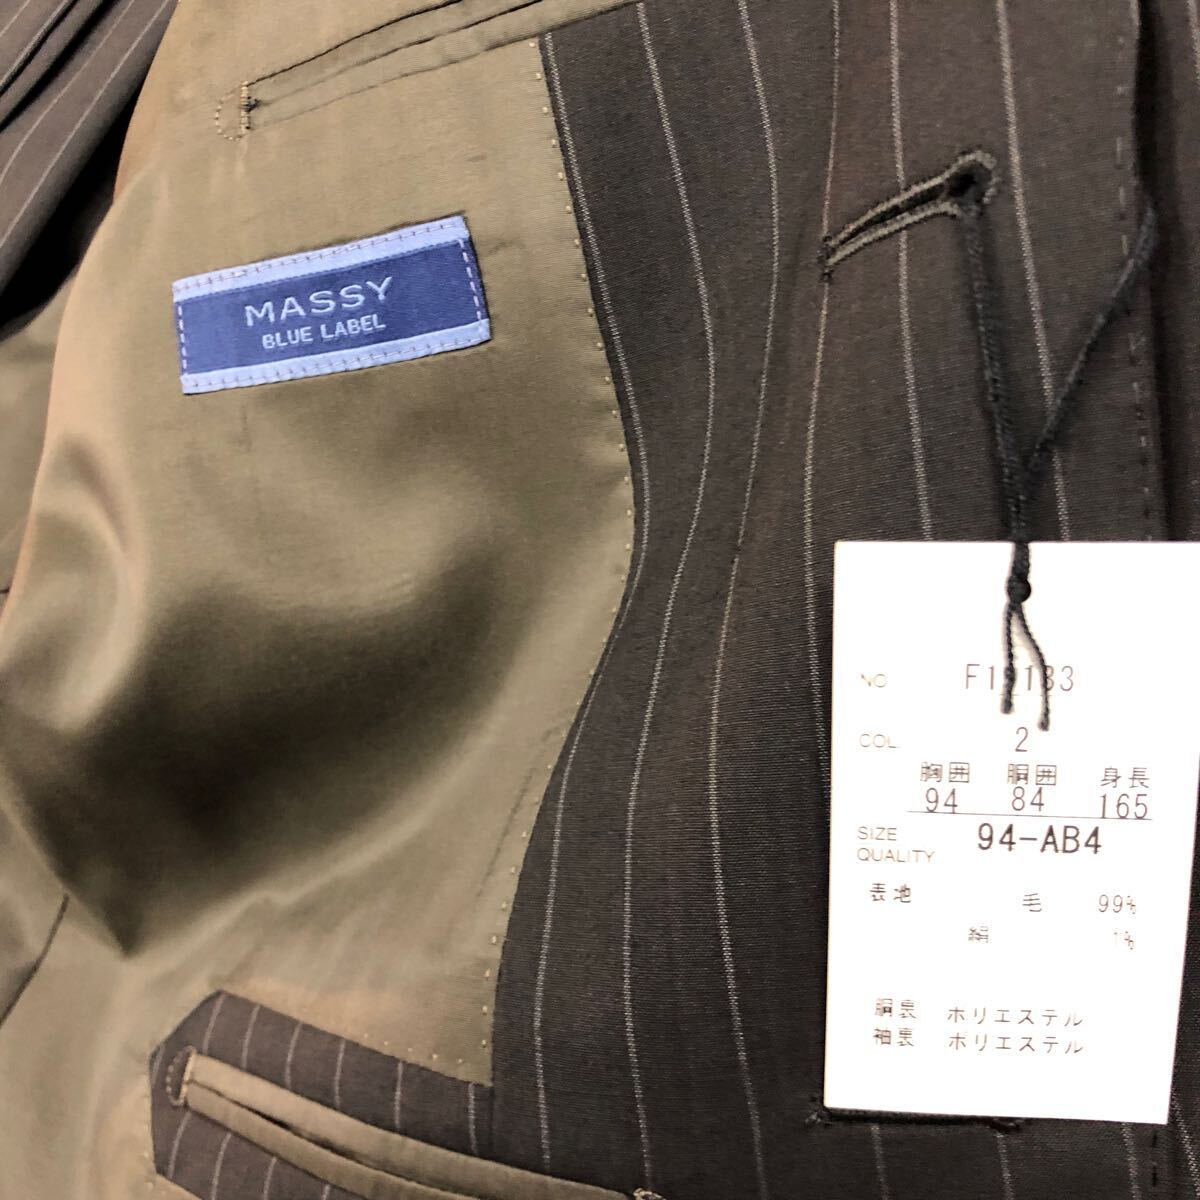 MASSY
BLUE LABEL
NO
COL. 2
胸囲 胴囲 身長
94 84 165
SIZE 94-AB4
QUALITY
表地 毛 99%
絹 1%
胴裏 ポリエステル
袖裏 ポリエステル